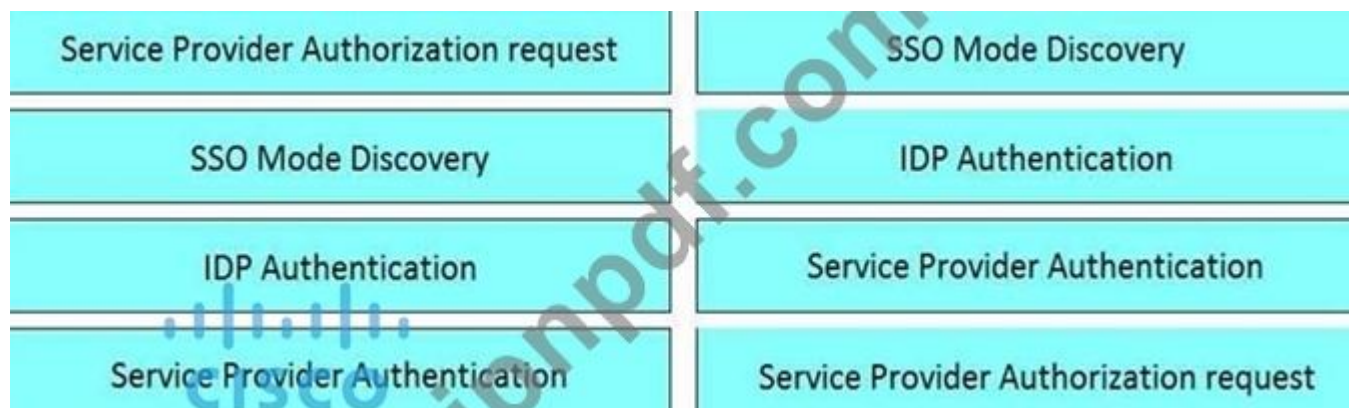 Service Provider Authorization request
SSO Mode Discovery
SSO Mode Discovery
IDP Authentication
IDP Authentication
Service Provider Authentication
Service Provider Authentication
Service Provider Authorization request
CISCO